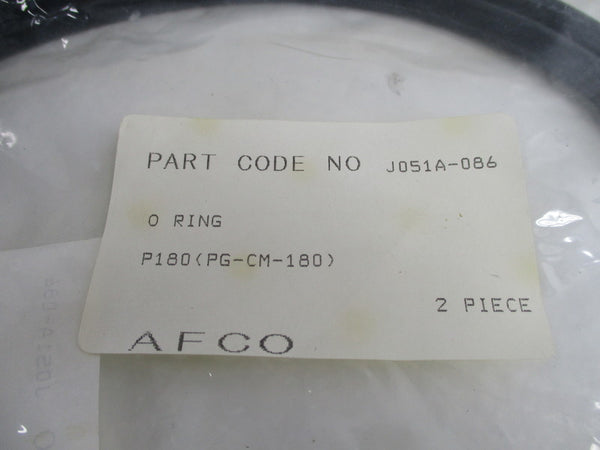 PART CODE NO J051A-086
O RING
P180(PG-CM-180)
2 PIECE
AFCO